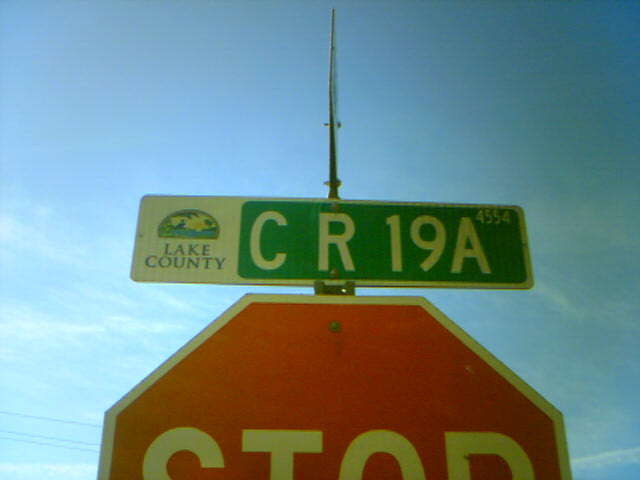 LAKE
COUNTY
C R 19A 4554
STOP